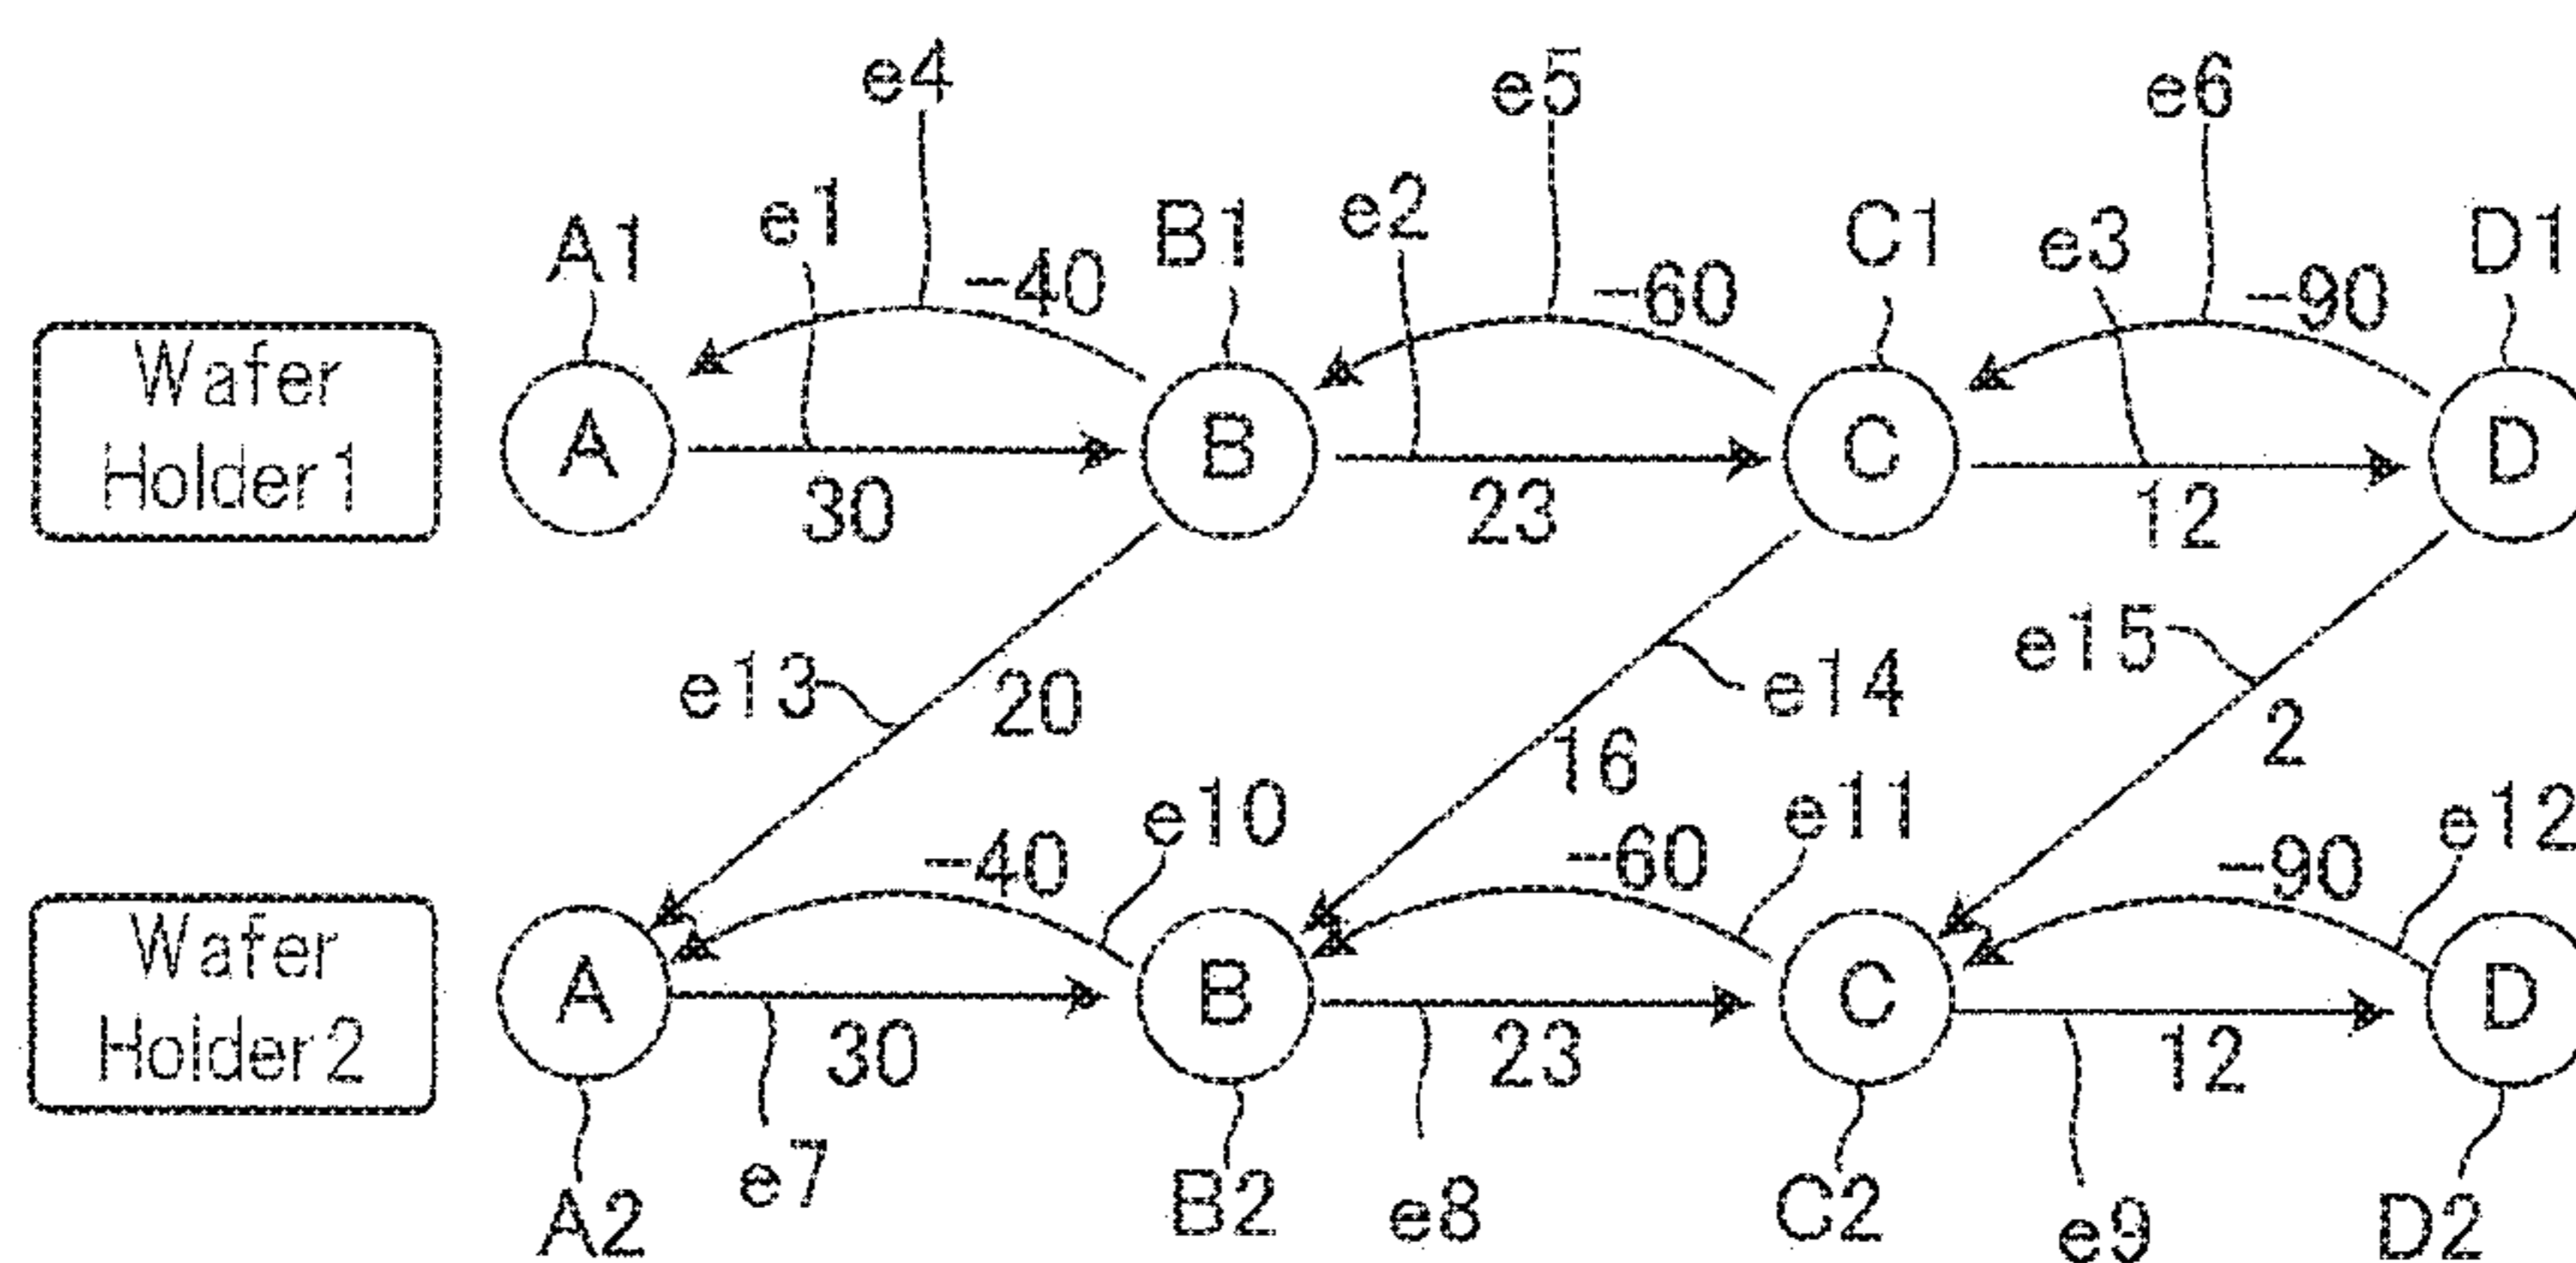 e4 e5 e6
A1 e1 -40 B1 e2 -60 C1 e3 -90 D1
Wafer
Holder1
A B C D
30 23 12
e13 20 e14 16 e15 2
-40 e10 -60 e11 -90 e12
Wafer
Holder2
A B C D
30 23 12
A2 e7 B2 e8 C2 e9 D2